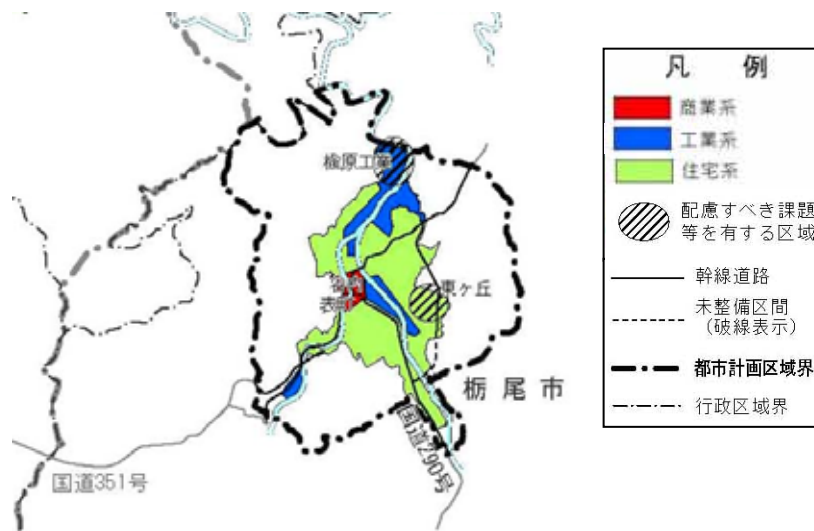 楡原工業
表町
東ヶ丘
栃尾市
国道290号
国道351号
凡 例
商業系
工業系
住宅系
配慮すべき課題
等を有する区域
幹線道路
未整備区間
(破線表示)
都市計画区域界
行政区域界